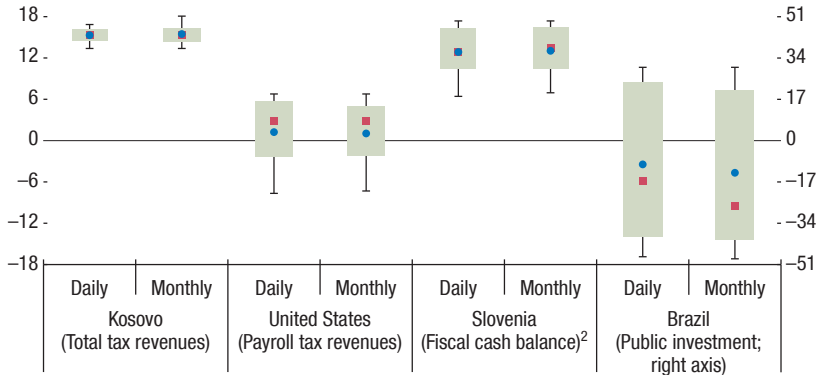 18
12
6
0
–6
–12
–18
51
34
17
0
–17
–34
–51
Daily Monthly Daily Monthly Daily Monthly Daily Monthly
Kosovo
(Total tax revenues)
United States
(Payroll tax revenues)
Slovenia
(Fiscal cash balance)²
Brazil
(Public investment;
right axis)